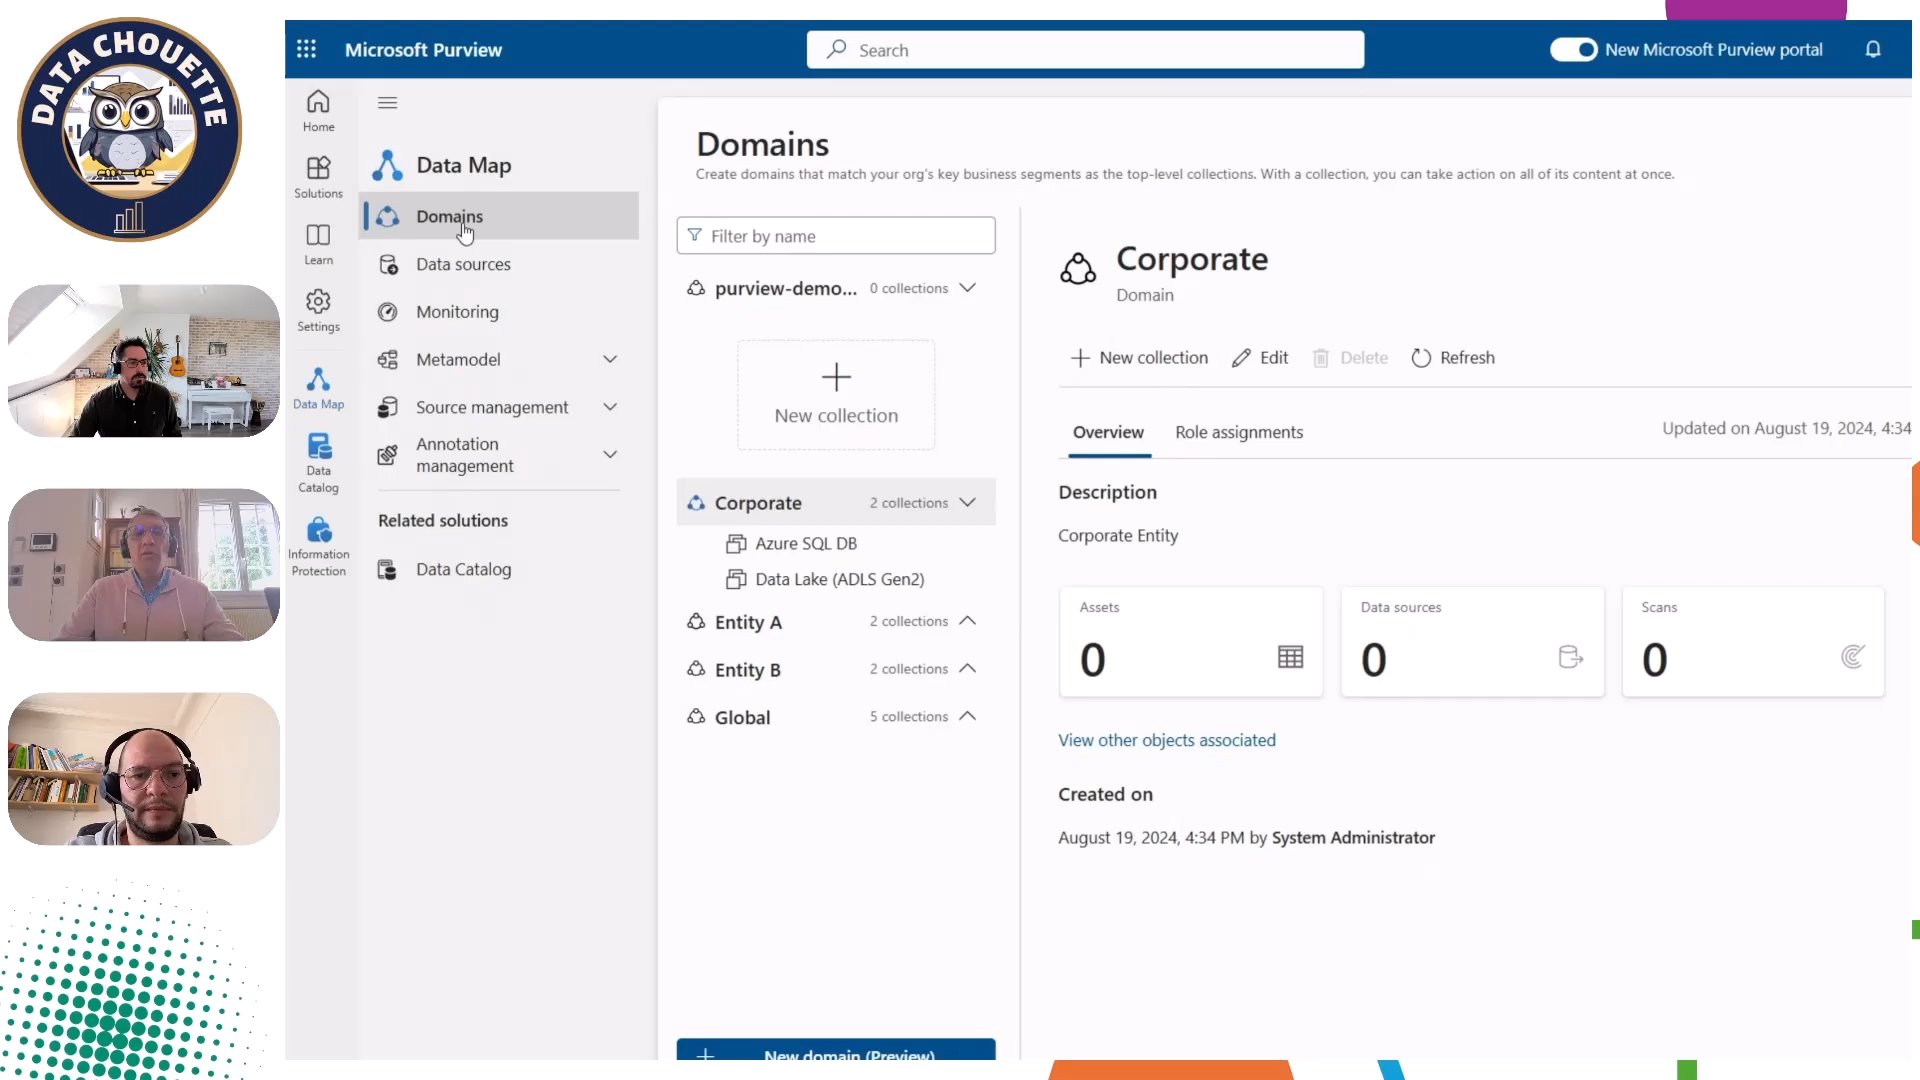 DATA CHOUETTE
Microsoft Purview
Search
New Microsoft Purview portal
Home
Solutions
Learn
Settings
Data Map
Data
Catalog
Information
Protection
Data Map
Domains
Data sources
Monitoring
Metamodel
Source management
Annotation
management
Related solutions
Data Catalog
Domains
Create domains that match your org's key business segments as the top-level collections. With a collection, you can take action on all of its content at once.
Filter by name
purview-demo... 0 collections
New collection
Corporate 2 collections
Azure SQL DB
Data Lake (ADLS Gen2)
Entity A 2 collections
Entity B 2 collections
Global 5 collections
New domain (Preview)
Corporate
Domain
New collection Edit Delete Refresh
Overview Role assignments Updated on August 19, 2024, 4:34
Description
Corporate Entity
Assets Data sources Scans
0 0 0
View other objects associated
Created on
August 19, 2024, 4:34 PM by System Administrator